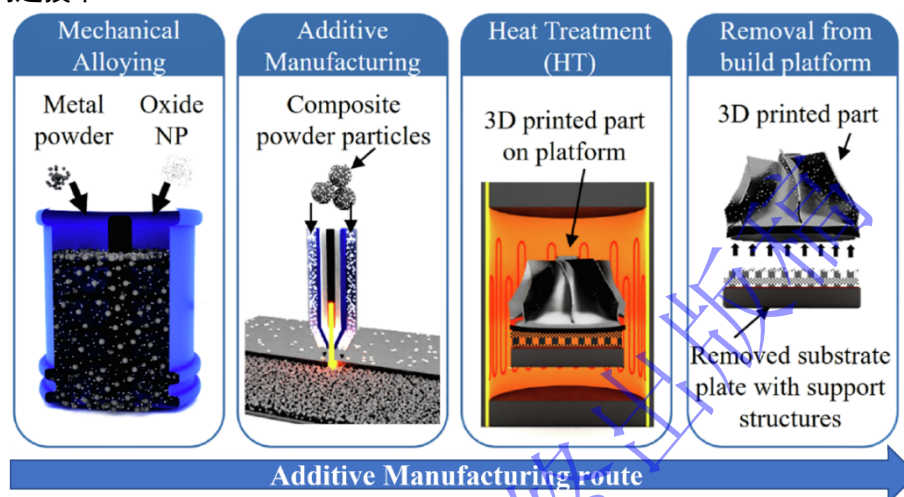 Mechanical
Alloying
Metal
powder
Oxide
NP
Additive
Manufacturing
Composite
powder particles
Heat Treatment
(HT)
3D printed part
on platform
Removal from
build platform
3D printed part
Removed substrate
plate with support
structures
Additive Manufacturing route